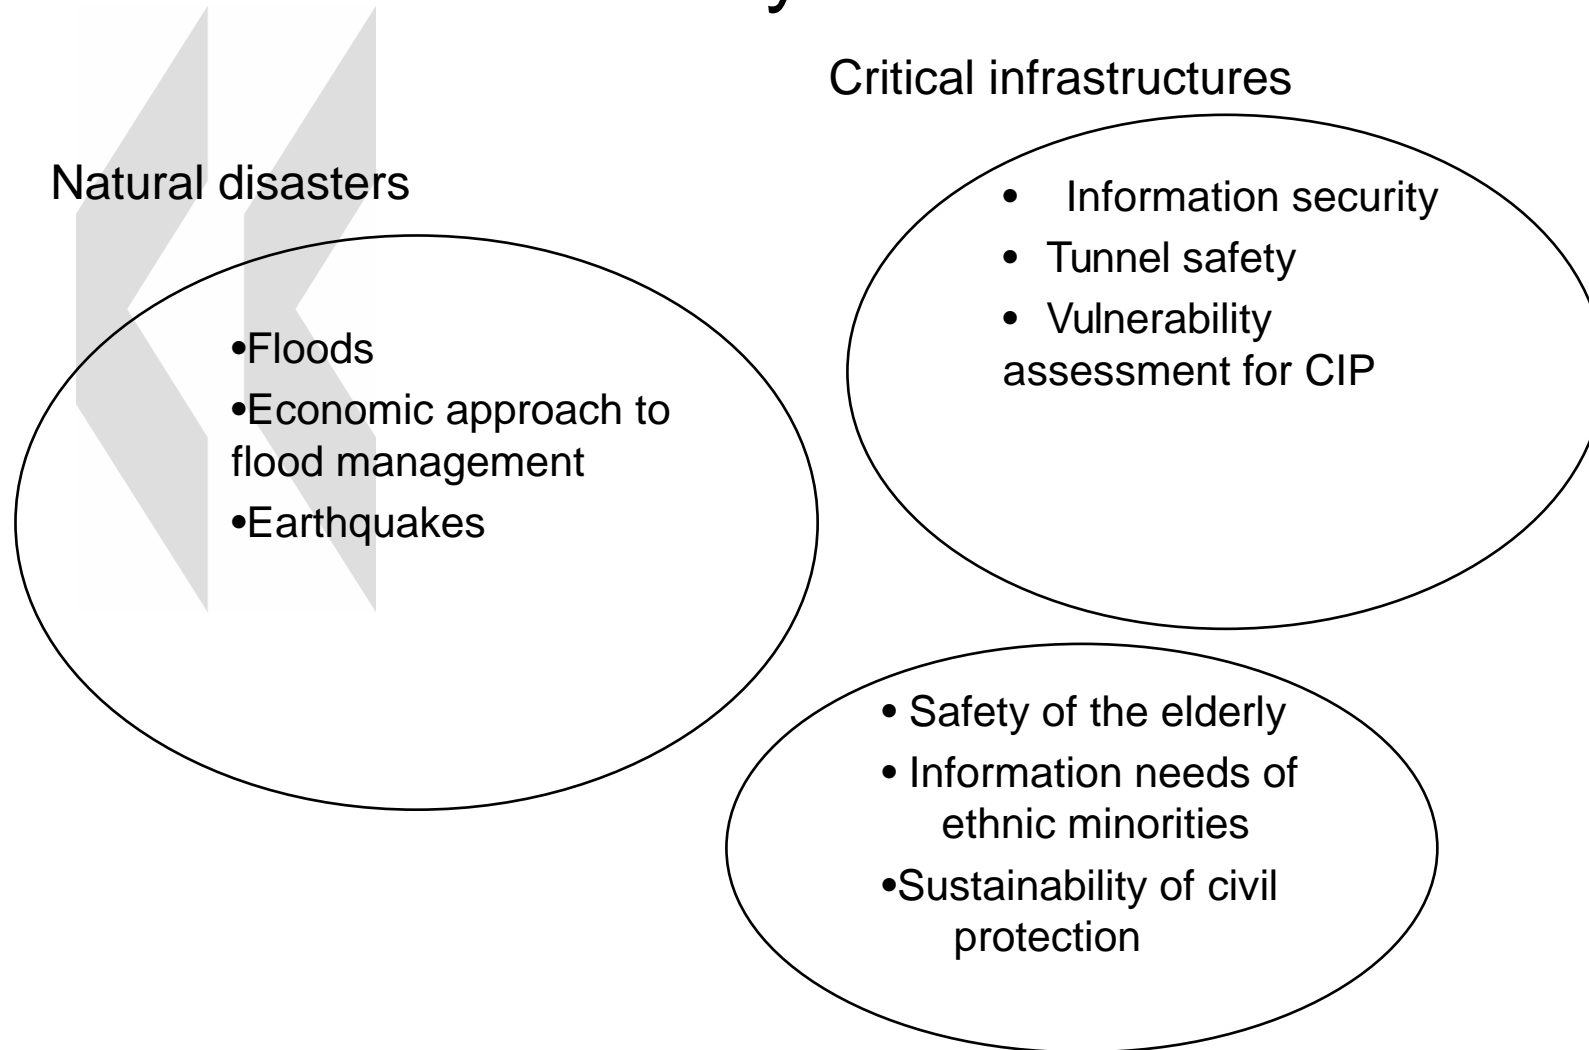 Critical infrastructures
Natural disasters
• Information security
• Tunnel safety
• Vulnerability
assessment for CIP
•Floods
•Economic approach to
flood management
•Earthquakes
• Safety of the elderly
• Information needs of
ethnic minorities
•Sustainability of civil
protection